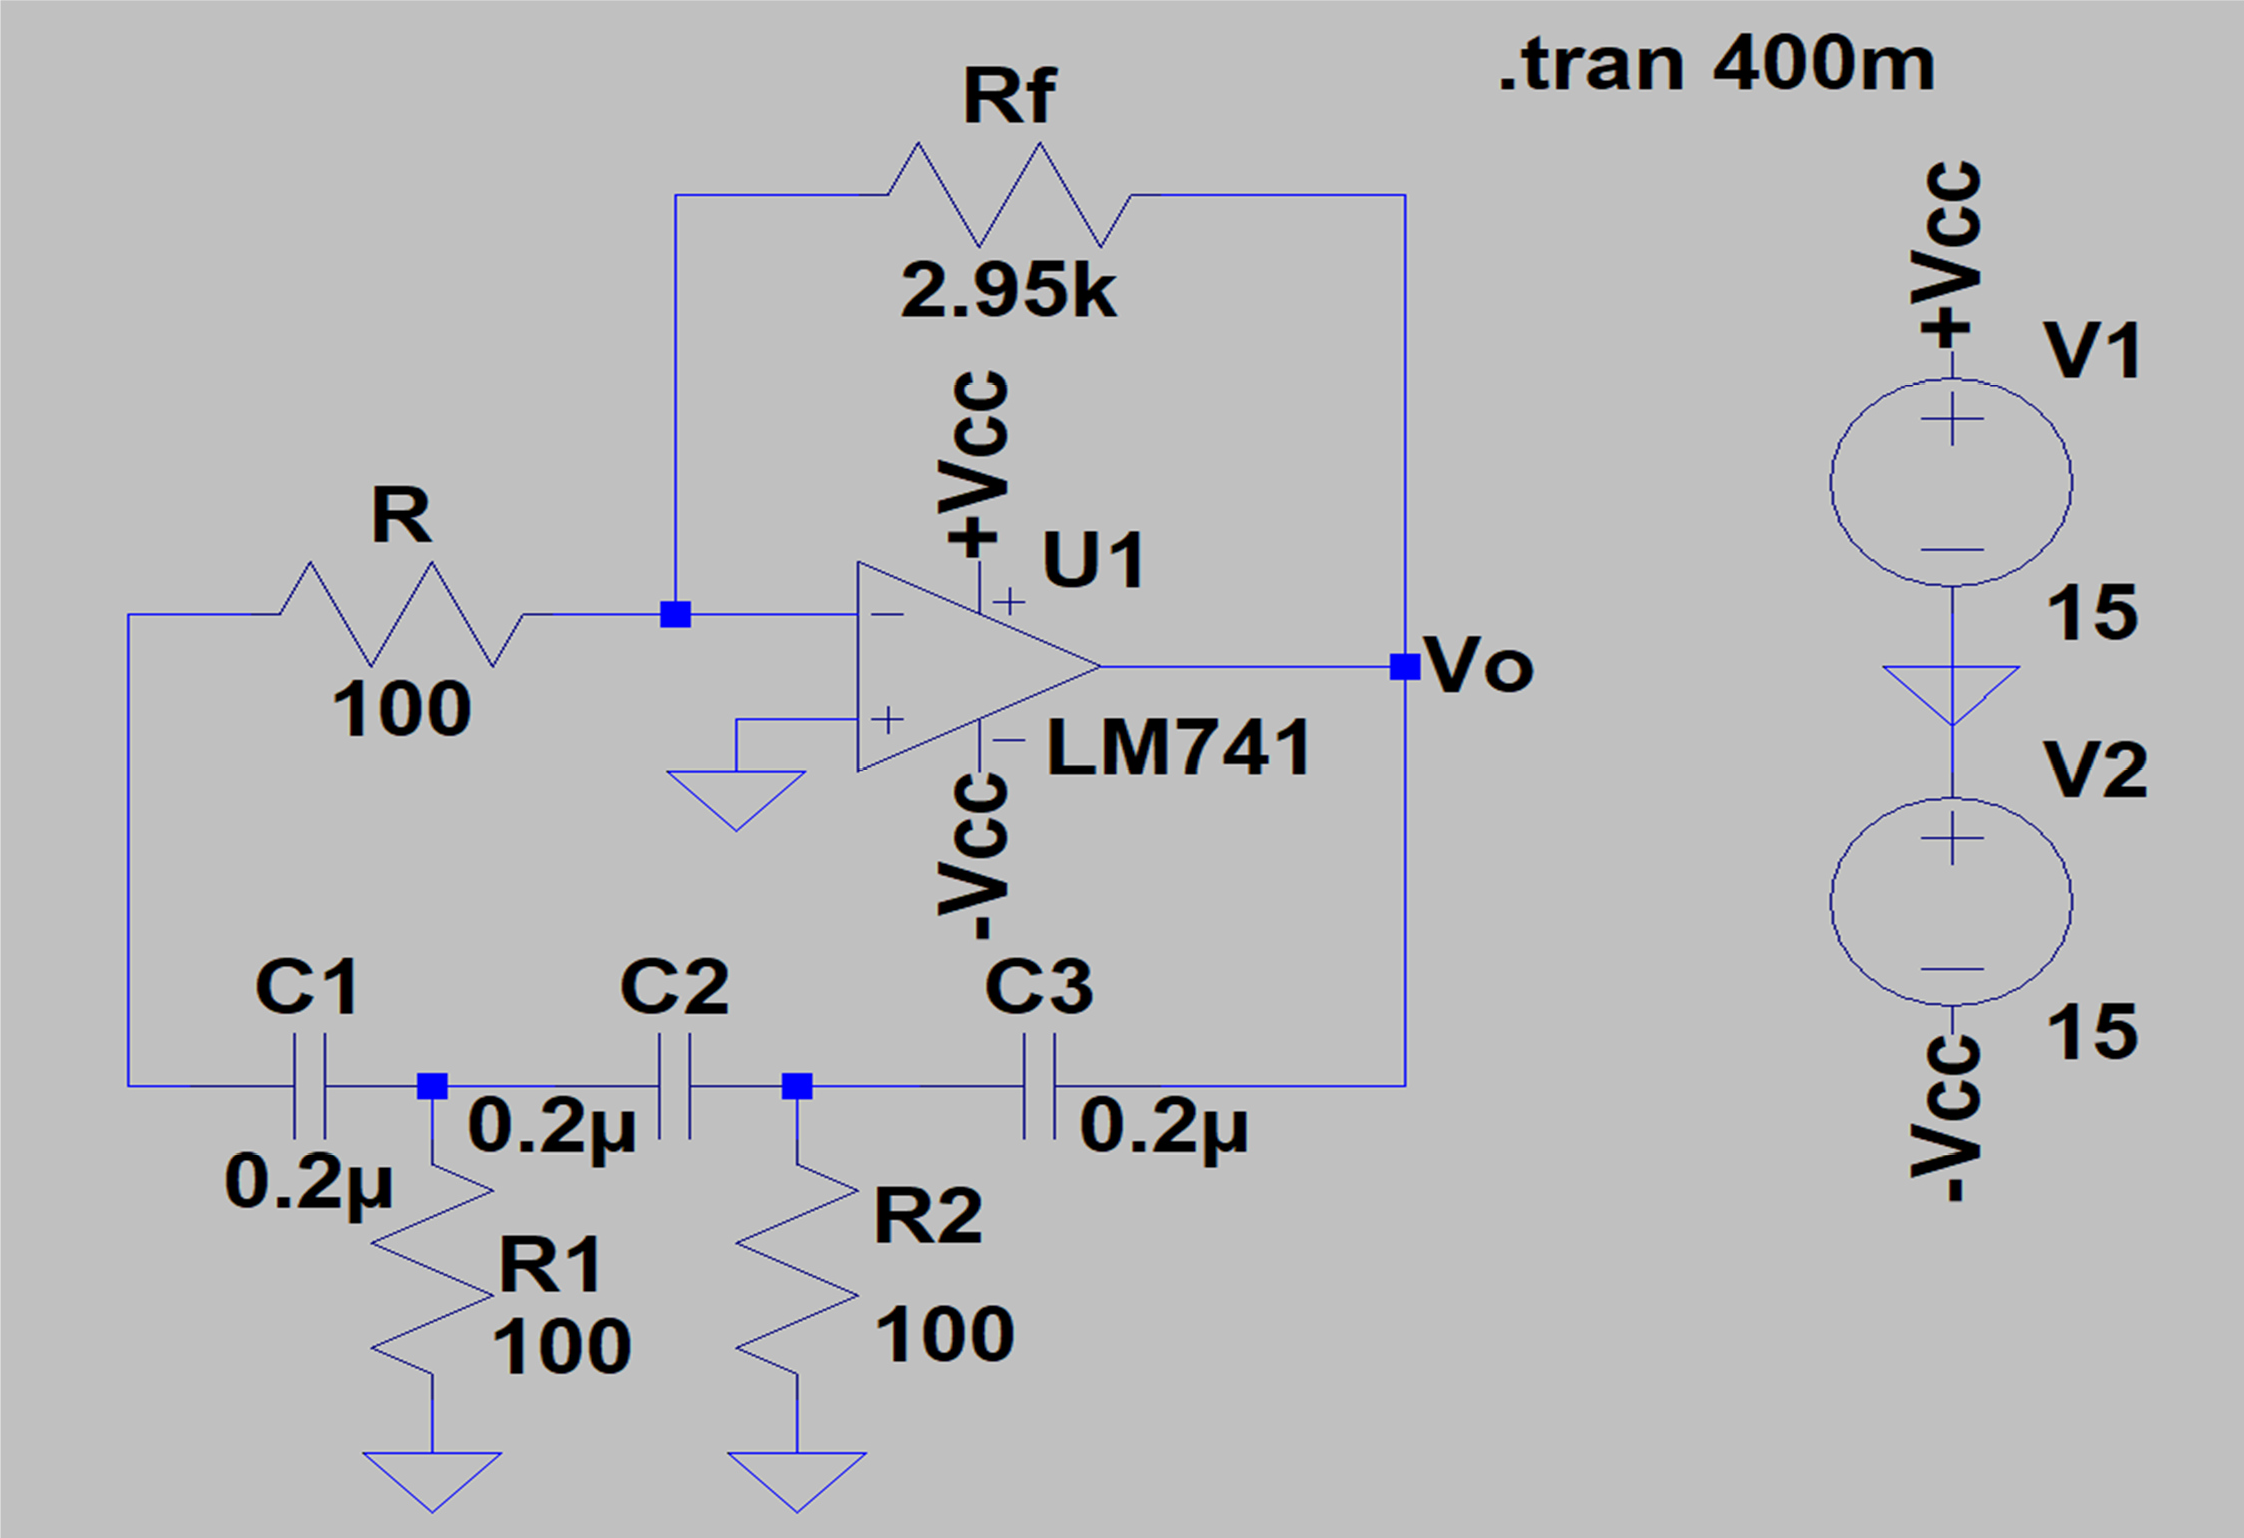 .tran 400m
Rf
2.95k
+Vcc
V1
15
+Vcc
U1
R
100
Vo
LM741
-Vcc
V2
15
-Vcc
C1
C2
C3
0.2µ
0.2µ
0.2µ
R1
100
R2
100